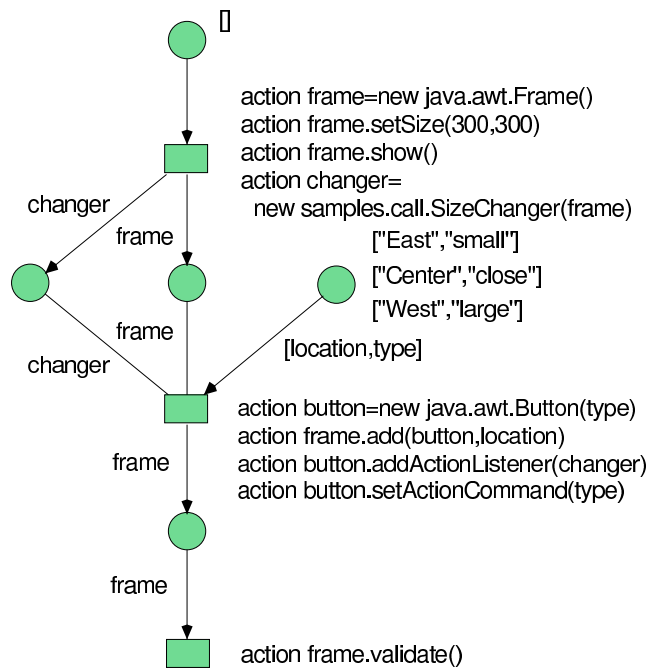 []
action frame=new java.awt.Frame()
action frame.setSize(300,300)
action frame.show()
action changer=
new samples.call.SizeChanger(frame)
changer
frame
["East","small"]
["Center","close"]
["West","large"]
frame
changer
[location,type]
action button=new java.awt.Button(type)
action frame.add(button,location)
action button.addActionListener(changer)
action button.setActionCommand(type)
frame
frame
action frame.validate()